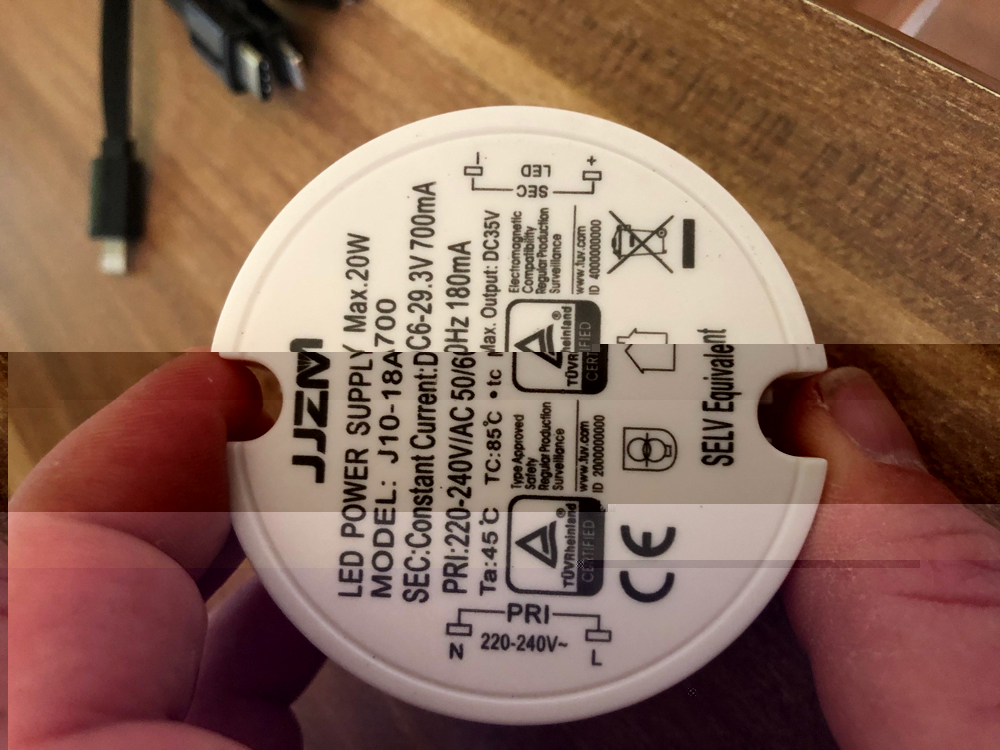 JJZM
LED POWER SUPPLY Max.20W
MODEL: J10-18A700
SEC:Constant Current:DC6-29.3V 700mA
PRI:220-240V/AC 50/60Hz 180mA
Ta:45℃ TC:85℃ •tc Max. Output: DC35V
N PRI L
220-240V~
TÜVRheinland
CERTIFIED
Type Approved
Safety
Regular Production
Surveillance
www.tuv.com
ID 2000000000
TÜVRheinland
CERTIFIED
Electromagnetic
Compatibility
Regular Production
Surveillance
www.tuv.com
ID 4000000000
- SEC +
LED
CE
SELV Equivalent